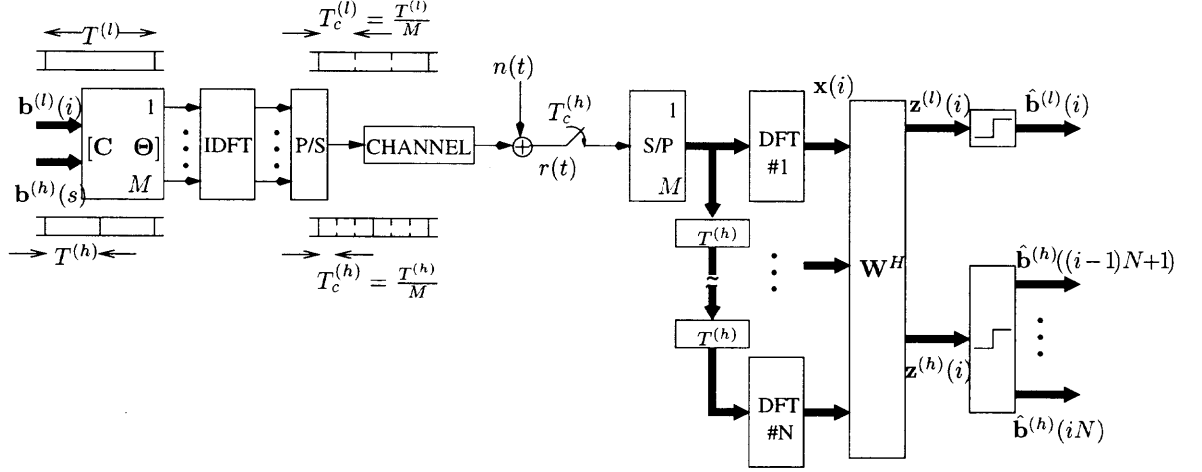 T^(l)
T_c^(l) = T^(l)/M
b^(l)(i)
b^(h)(s)
[C Θ]
1
M
IDFT
P/S
CHANNEL
n(t)
r(t)
T_c^(h)
1
S/P
M
DFT
#1
x(i)
W^H
z^(l)(i)
b̂^(l)(i)
T^(h)
T_c^(h) = T^(h)/M
T^(h)
T^(h)
DFT
#N
z^(h)(i)
b̂^(h)((i−1)N+1)
b̂^(h)(iN)